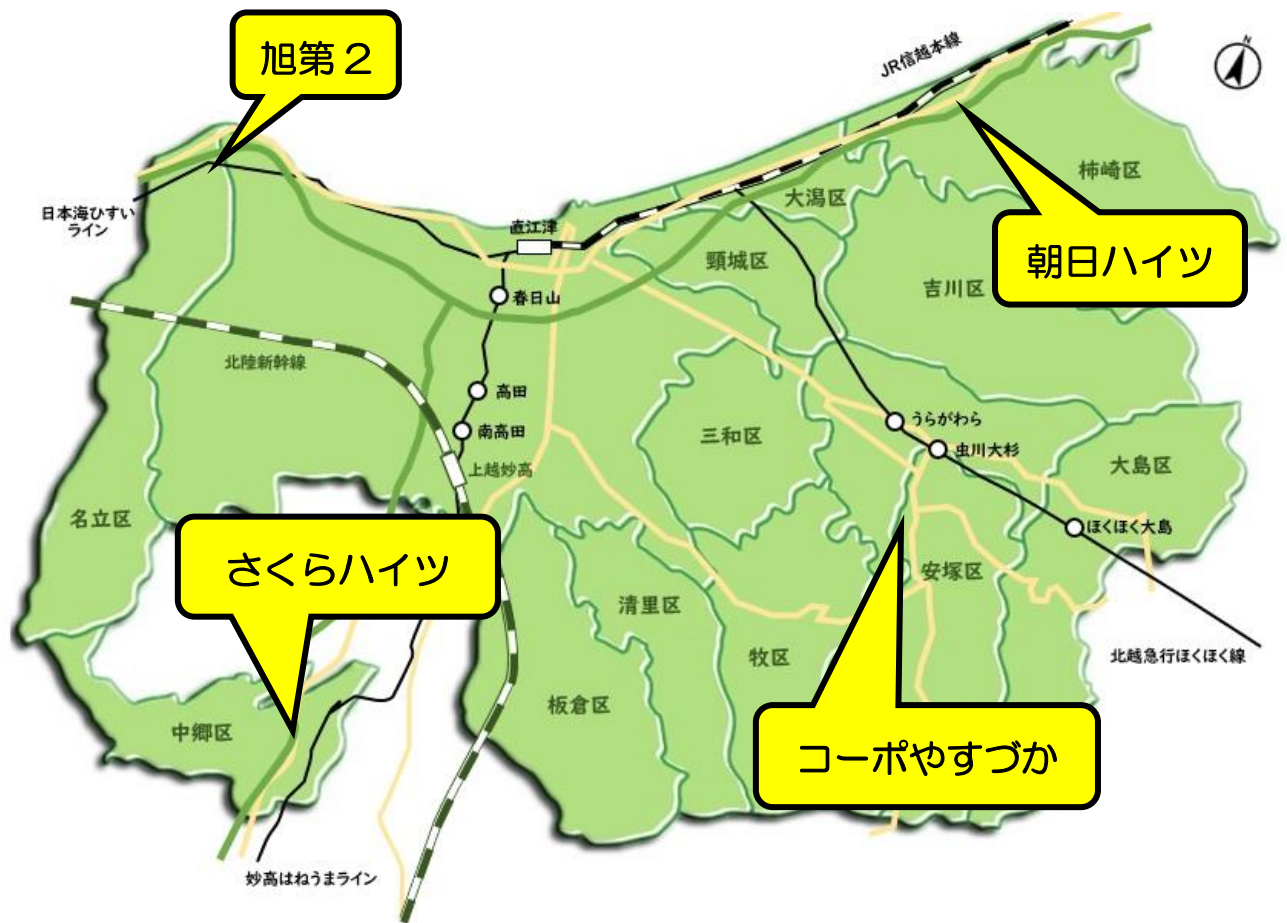 旭第２
JR信越本線
N
柿崎区
大潟区
日本海ひすい
ライン
直江津
頸城区
朝日ハイツ
吉川区
春日山
北陸新幹線
高田
うらがわら
南高田
三和区
虫川大杉
上越妙高
大島区
名立区
ほくほく大島
さくらハイツ
安塚区
清里区
牧区
北越急行ほくほく線
板倉区
中郷区
コーポやすづか
妙高はねうまライン